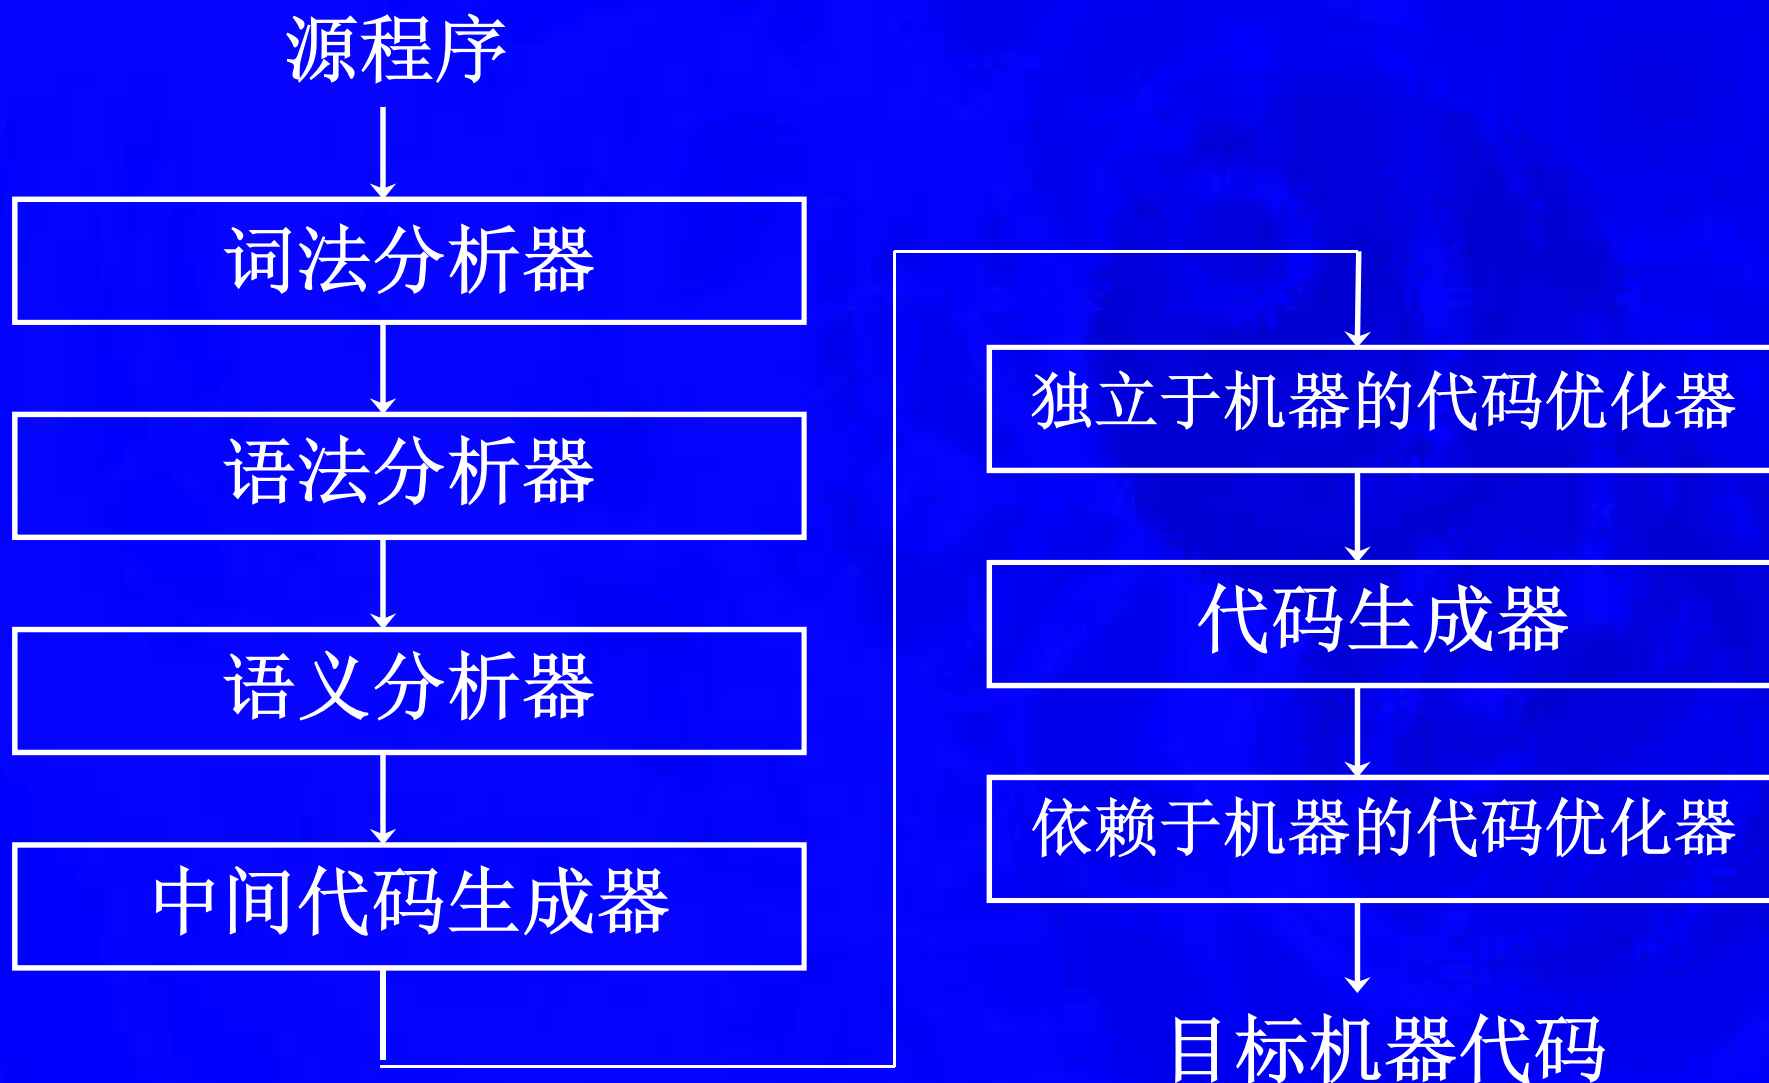 源程序
词法分析器
语法分析器
语义分析器
中间代码生成器
独立于机器的代码优化器
代码生成器
依赖于机器的代码优化器
目标机器代码